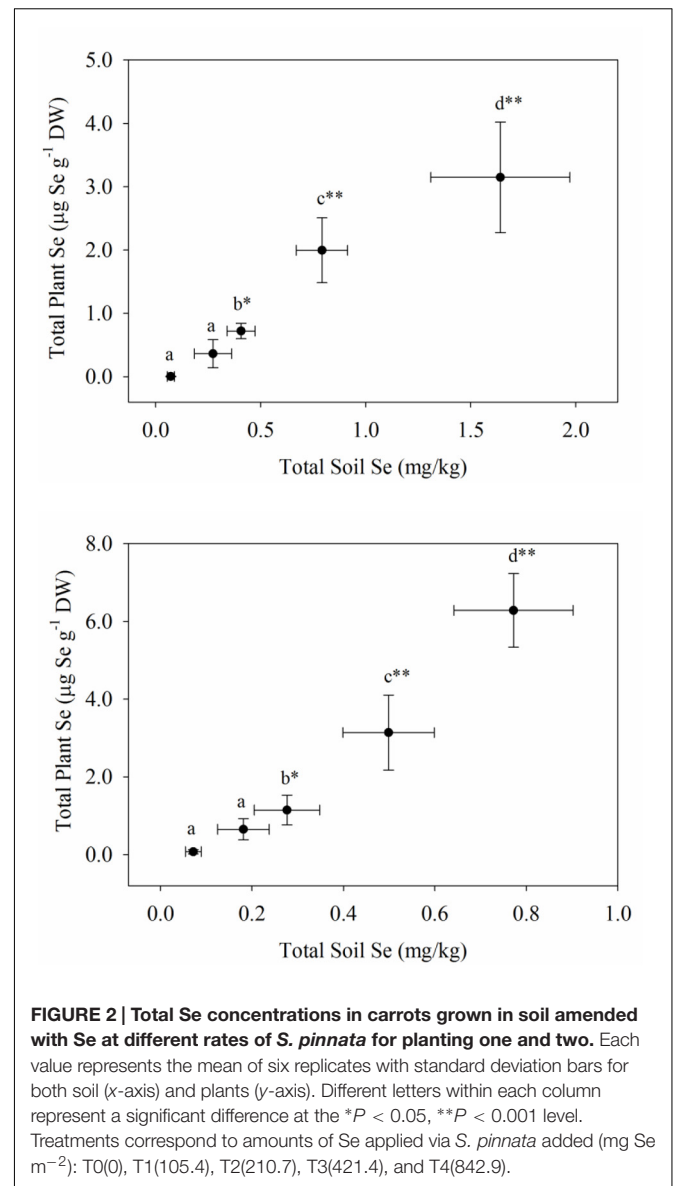 5.0
d**
4.0
3.0
c**
2.0
b*
1.0
a
a
0.0
Total Plant Se (µg Se g⁻¹ DW)
0.0 0.5 1.0 1.5 2.0
Total Soil Se (mg/kg)
8.0
d**
6.0
c**
4.0
b*
2.0
a
a
0.0
Total Plant Se (µg Se g⁻¹ DW)
0.0 0.2 0.4 0.6 0.8 1.0
Total Soil Se (mg/kg)
FIGURE 2 | Total Se concentrations in carrots grown in soil amended
with Se at different rates of S. pinnata for planting one and two. Each
value represents the mean of six replicates with standard deviation bars for
both soil (x-axis) and plants (y-axis). Different letters within each column
represent a significant difference at the *P < 0.05, **P < 0.001 level.
Treatments correspond to amounts of Se applied via S. pinnata added (mg Se
m⁻²): T0(0), T1(105.4), T2(210.7), T3(421.4), and T4(842.9).